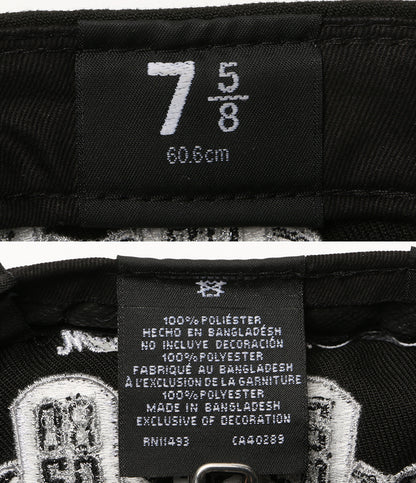 7 5/8
60.6cm
100%POLIÉSTER
HECHO EN BANGLADÉSH
NO INCLUYE DECORACIÓN
100%POLYESTER
FABRIQUÉ AU BANGLADESH
À L'EXCLUSION DE LA GARNITURE
100%POLYESTER
MADE IN BANGLADESH
EXCLUSIVE OF DECORATION
RN11493 CA40289